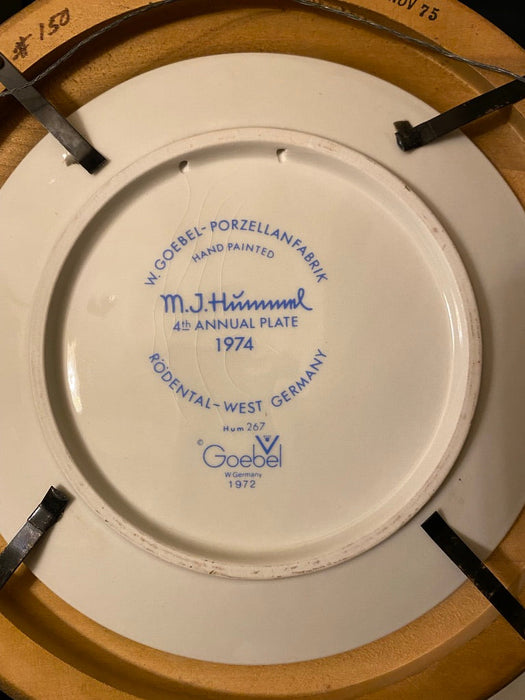 # 150
NOV 75
W. GOEBEL-PORZELLANFABRIK
HAND PAINTED
M.J.Hummel
4th ANNUAL PLATE
1974
RÖDENTAL-WEST GERMANY
Hum 267
© Goebel
W.Germany
1972